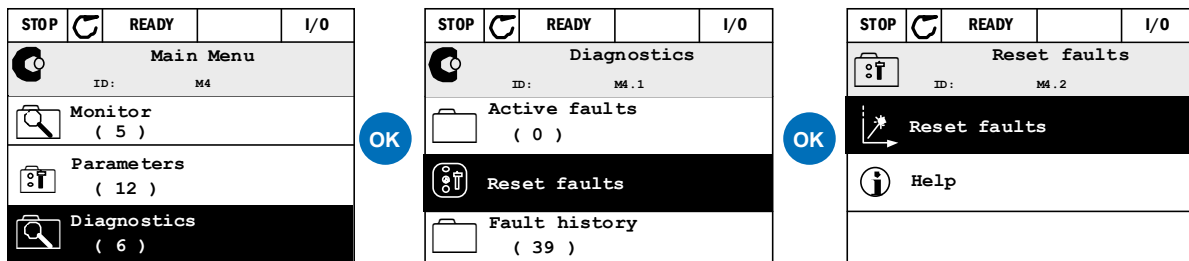 STOP READY I/O
Main Menu
ID: M4
Monitor
( 5 )
Parameters
( 12 )
Diagnostics
( 6 )
OK
STOP READY I/O
Diagnostics
ID: M4.1
Active faults
( 0 )
Reset faults
Fault history
( 39 )
OK
STOP READY I/O
Reset faults
ID: M4.2
Reset faults
Help